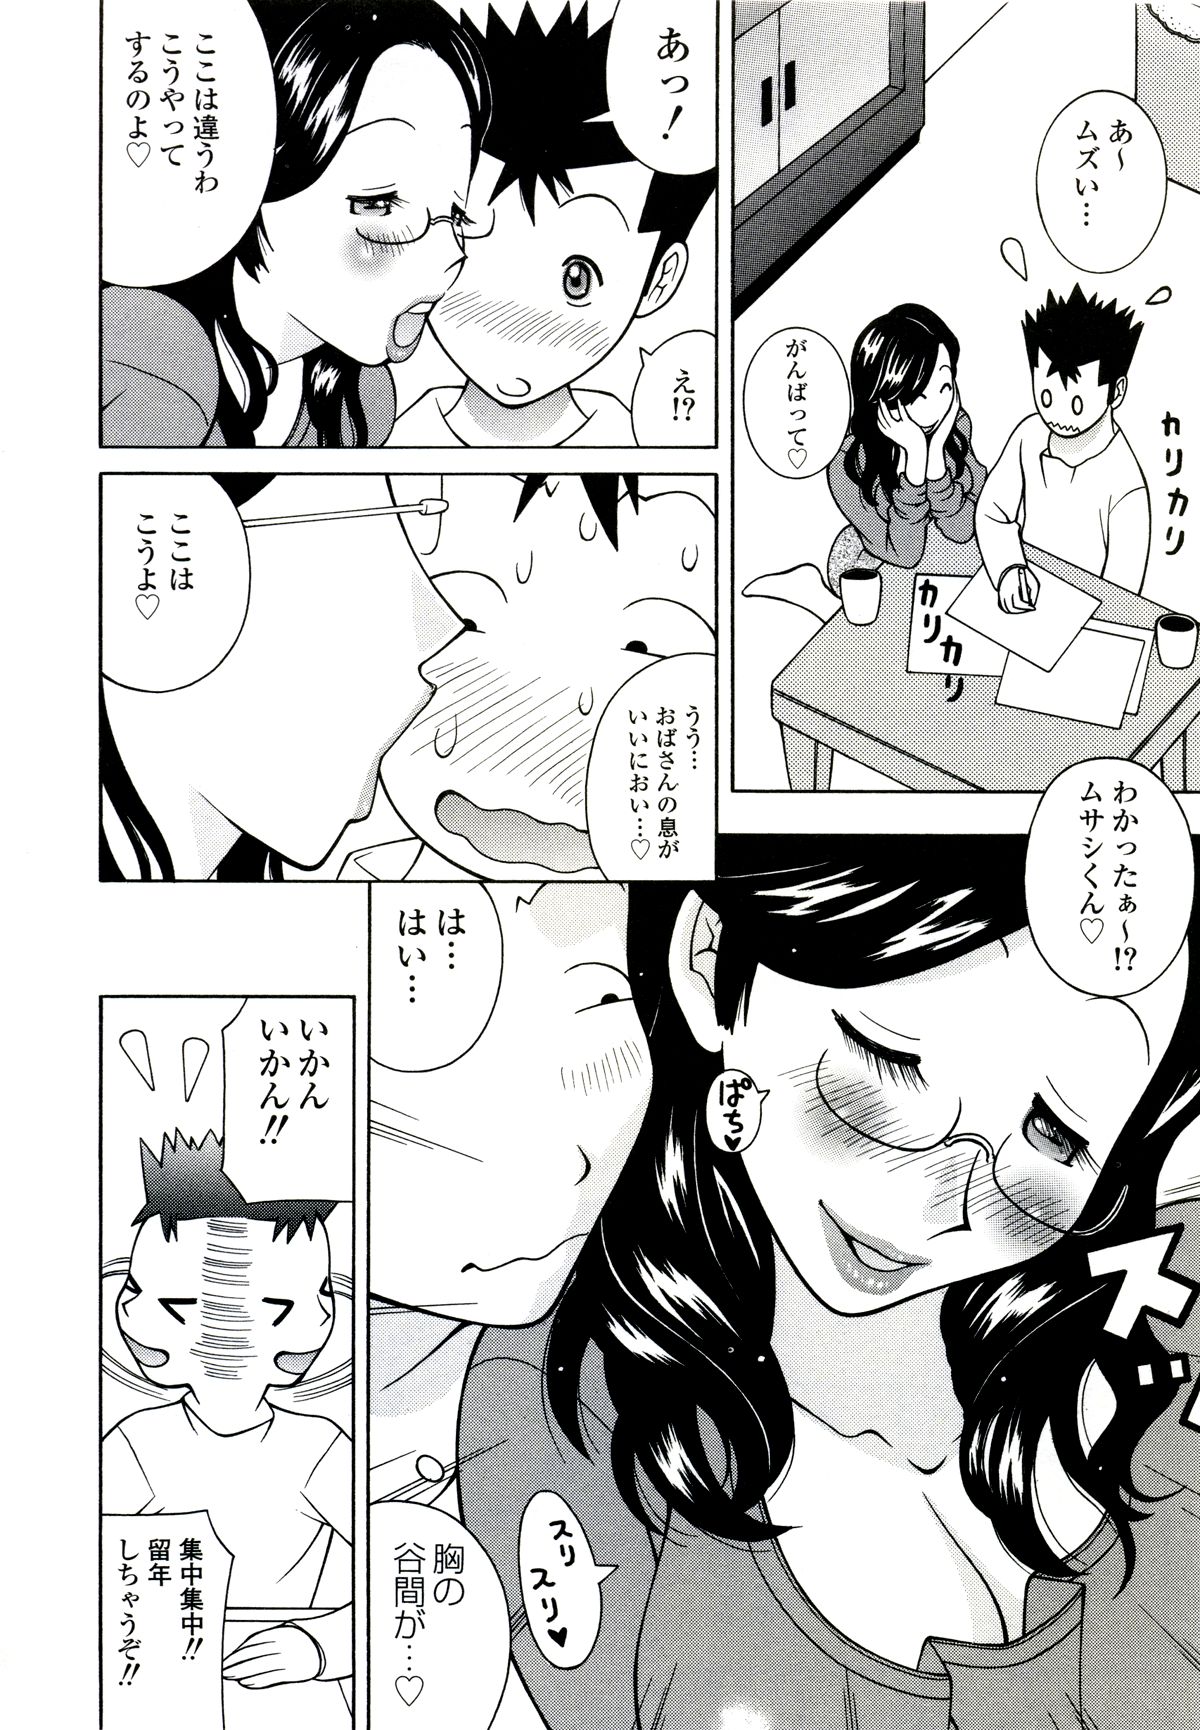 あ〜
ムズい…
カリカリ
がんばって♡
カリカリ
あっ！
え!?
ここは違うわ
こうやって
するのよ♡
ここは
こうよ♡
うう…
おばさんの息が
いいにおい…♡
わかったぁ〜!?
ムサシくん♡
ぱち♥
ズ
スリ
スリ♥
は…
はい…
胸の
谷間が…♡
いかん
いかん!!
集中集中!!
留年
しちゃうぞ!!